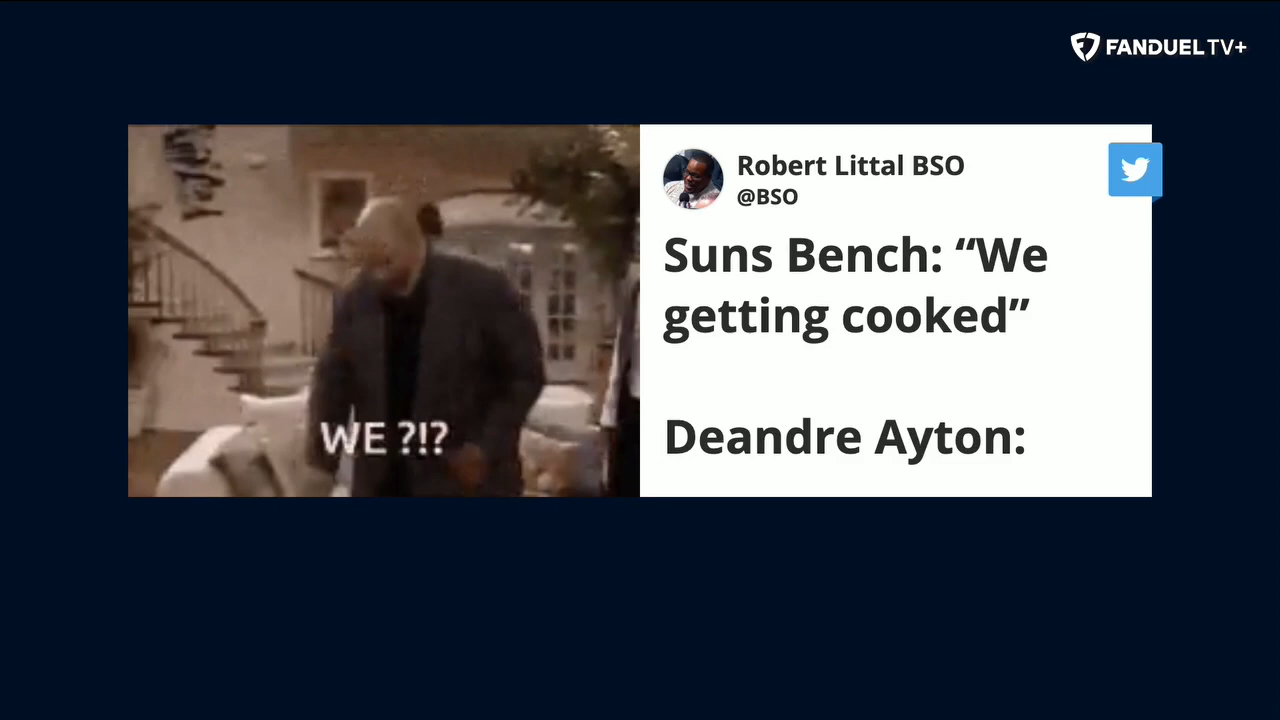 FANDUEL TV+
Robert Littal BSO
@BSO
Suns Bench: “We
getting cooked”
Deandre Ayton:
WE ?!?